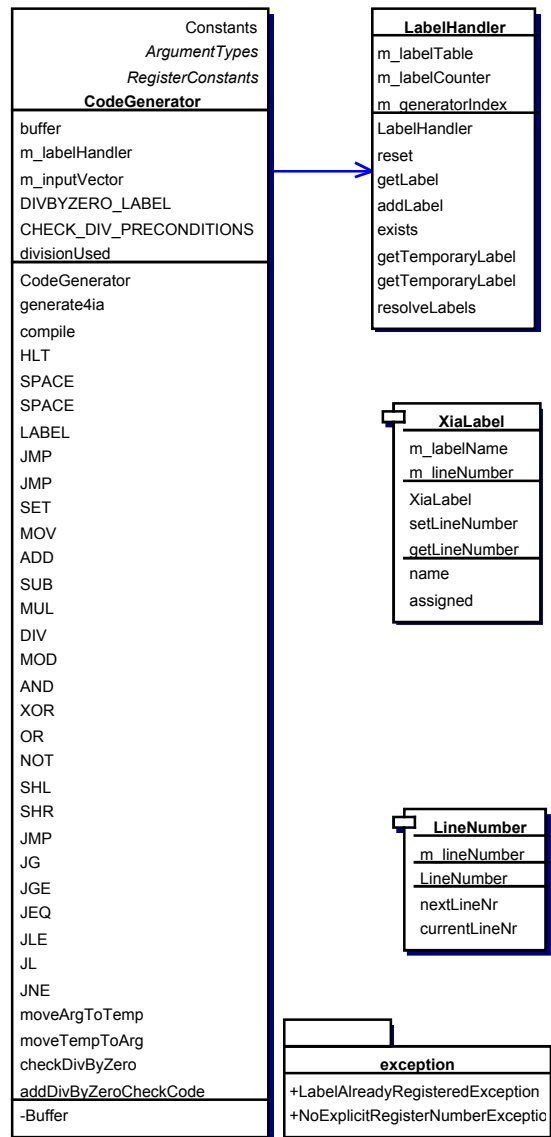 Constants
ArgumentTypes
RegisterConstants
CodeGenerator
buffer
m_labelHandler
m_inputVector
DIVBYZERO_LABEL
CHECK_DIV_PRECONDITIONS
divisionUsed
CodeGenerator
generate4ia
compile
HLT
SPACE
SPACE
LABEL
JMP
JMP
SET
MOV
ADD
SUB
MUL
DIV
MOD
AND
XOR
OR
NOT
SHL
SHR
JMP
JG
JGE
JEQ
JLE
JL
JNE
moveArgToTemp
moveTempToArg
checkDivByZero
addDivByZeroCheckCode
-Buffer
LabelHandler
m_labelTable
m_labelCounter
m_generatorIndex
LabelHandler
reset
getLabel
addLabel
exists
getTemporaryLabel
getTemporaryLabel
resolveLabels
XiaLabel
m_labelName
m_lineNumber
XiaLabel
setLineNumber
getLineNumber
name
assigned
LineNumber
m_lineNumber
LineNumber
nextLineNr
currentLineNr
exception
+LabelAlreadyRegisteredException
+NoExplicitRegisterNumberExceptio